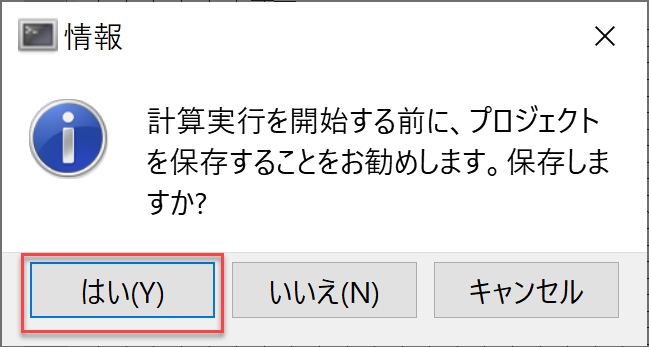 情報
計算実行を開始する前に、プロジェクト
を保存することをお勧めします。保存しま
すか?
はい(Y) いいえ(N) キャンセル